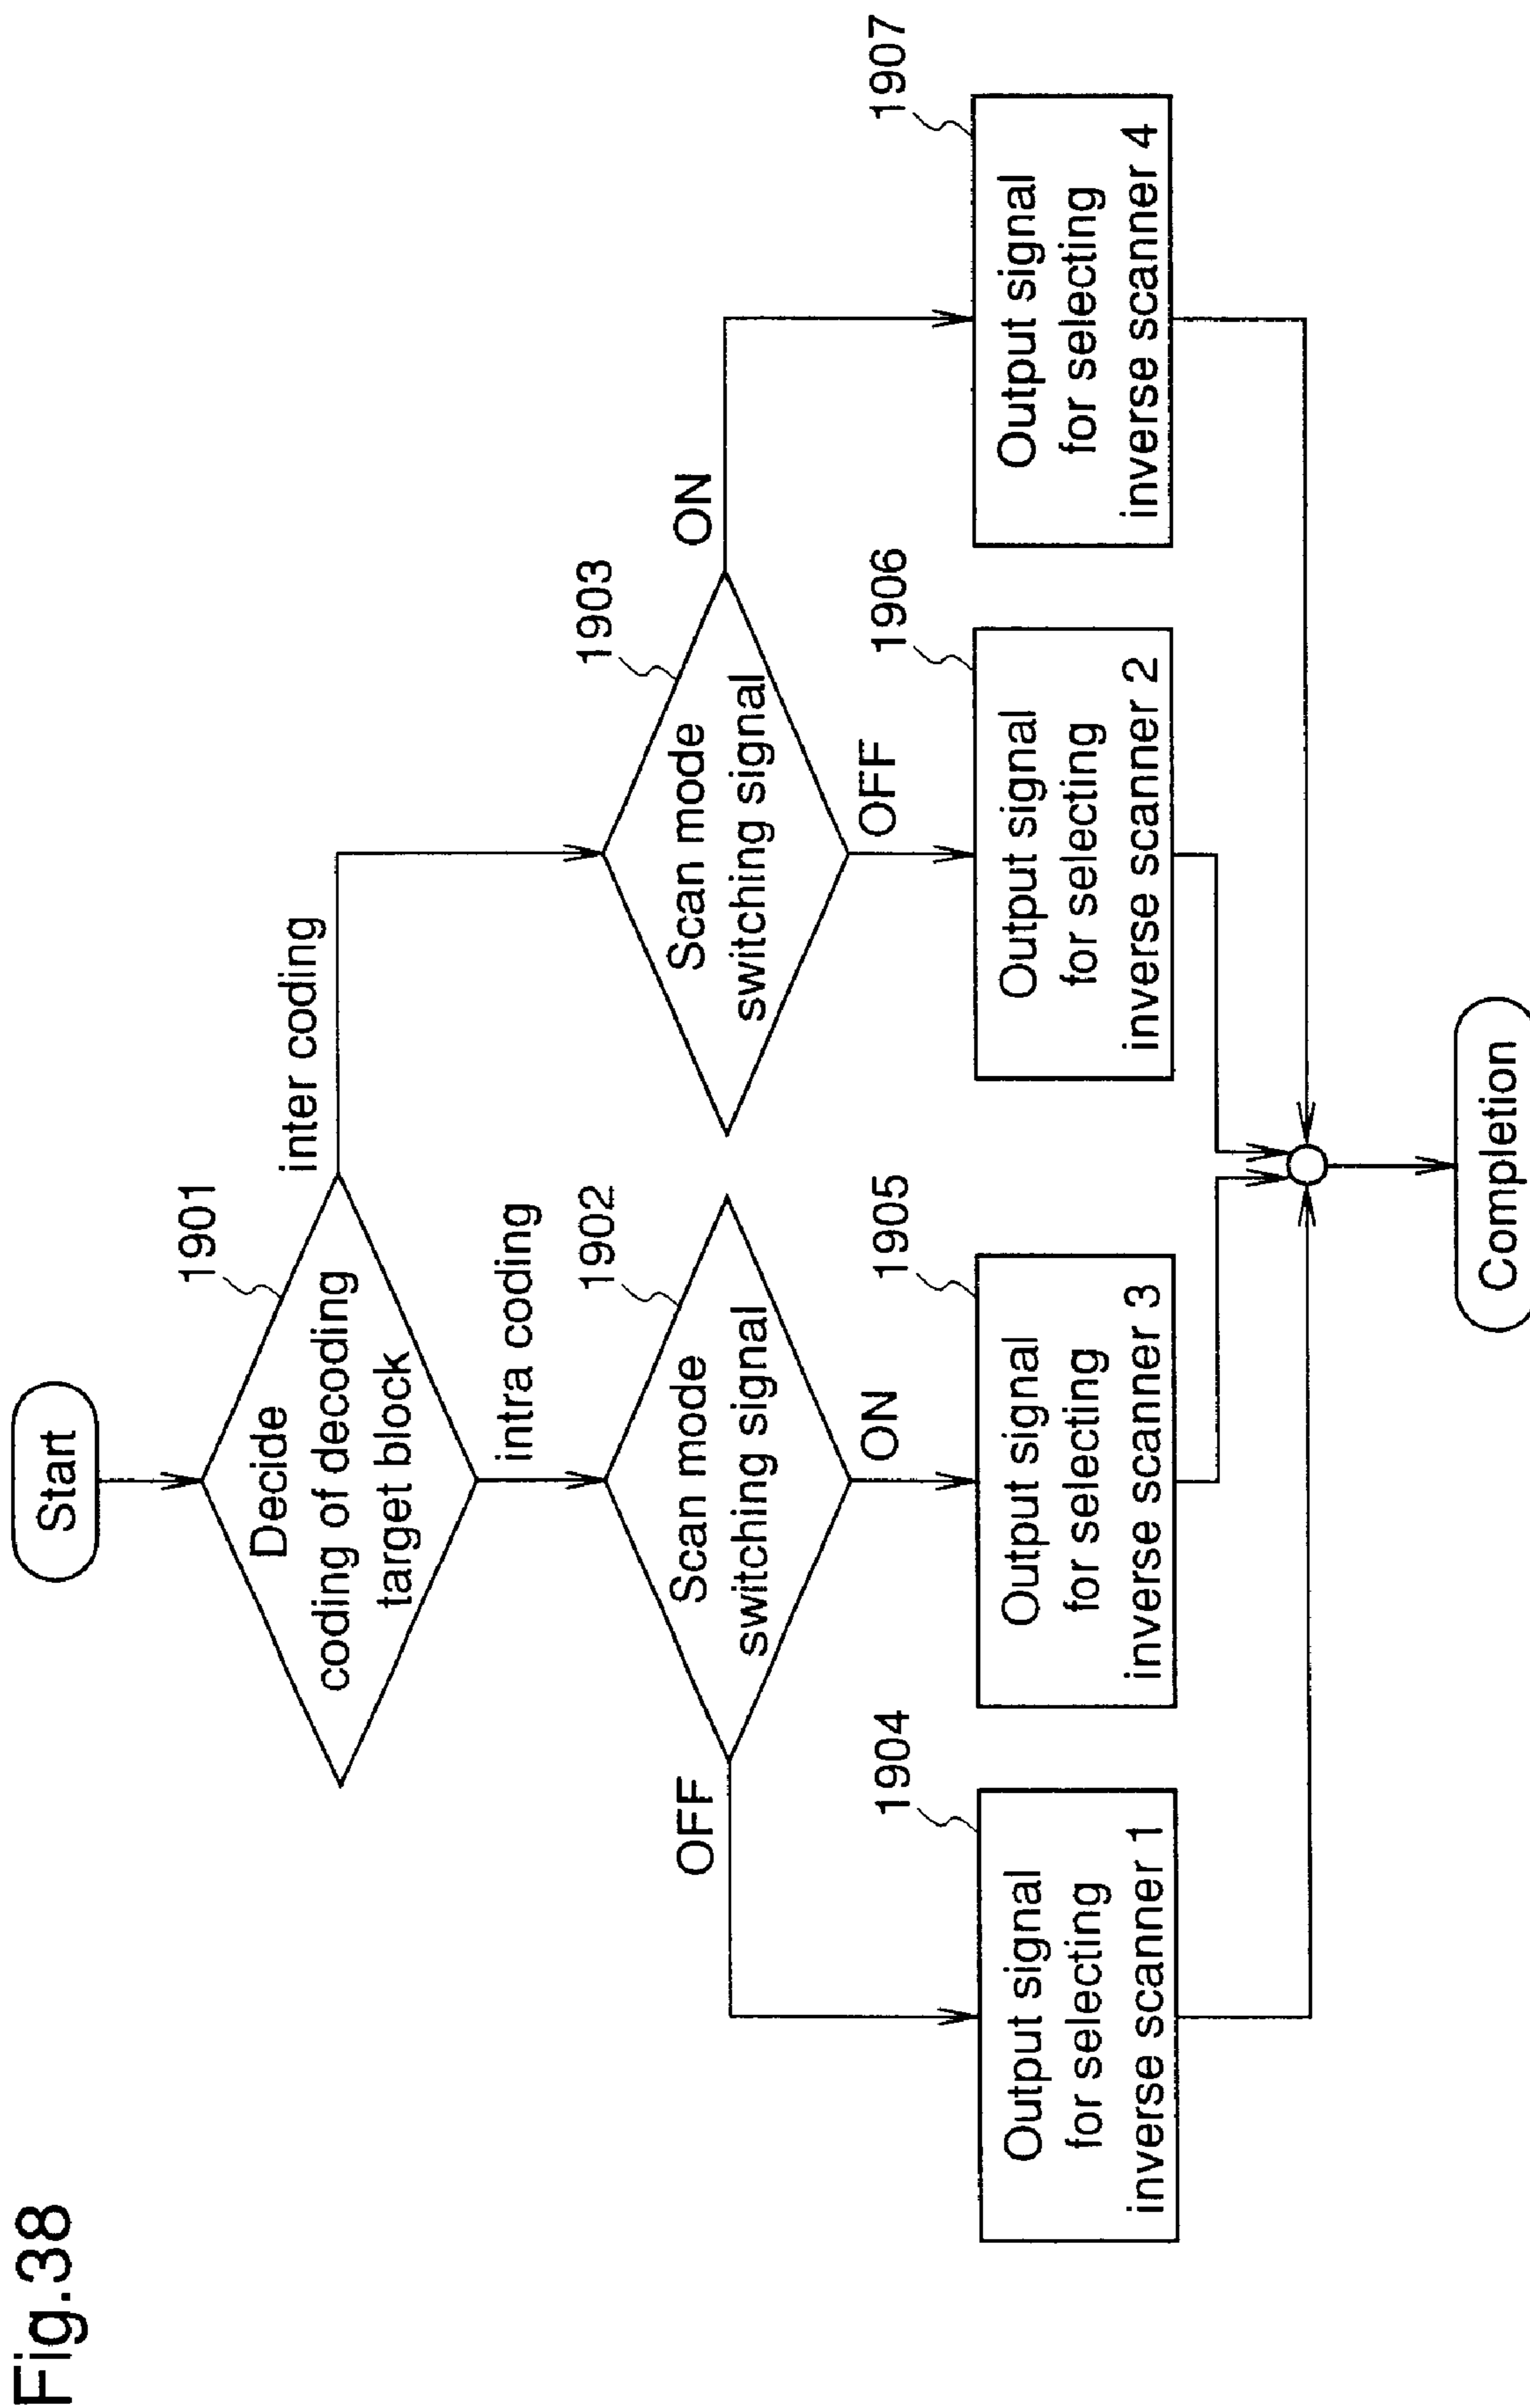 Fig.38
Start
1901
Decide
coding of decoding
target block
inter coding
intra coding
1902
Scan mode
switching signal
OFF
ON
1903
Scan mode
switching signal
OFF
ON
1904
Output signal
for selecting
inverse scanner 1
1905
Output signal
for selecting
inverse scanner 3
1906
Output signal
for selecting
inverse scanner 2
1907
Output signal
for selecting
inverse scanner 4
Completion